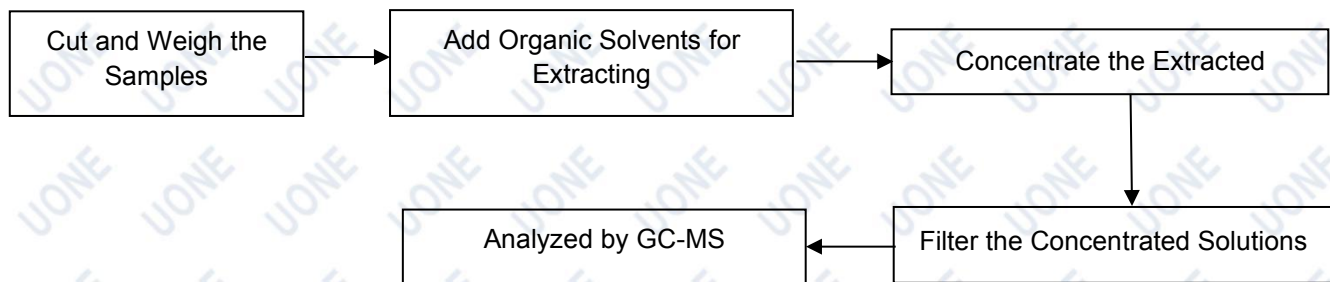 Cut and Weigh the
Samples
Add Organic Solvents for
Extracting
Concentrate the Extracted
Filter the Concentrated Solutions
Analyzed by GC-MS
UONE